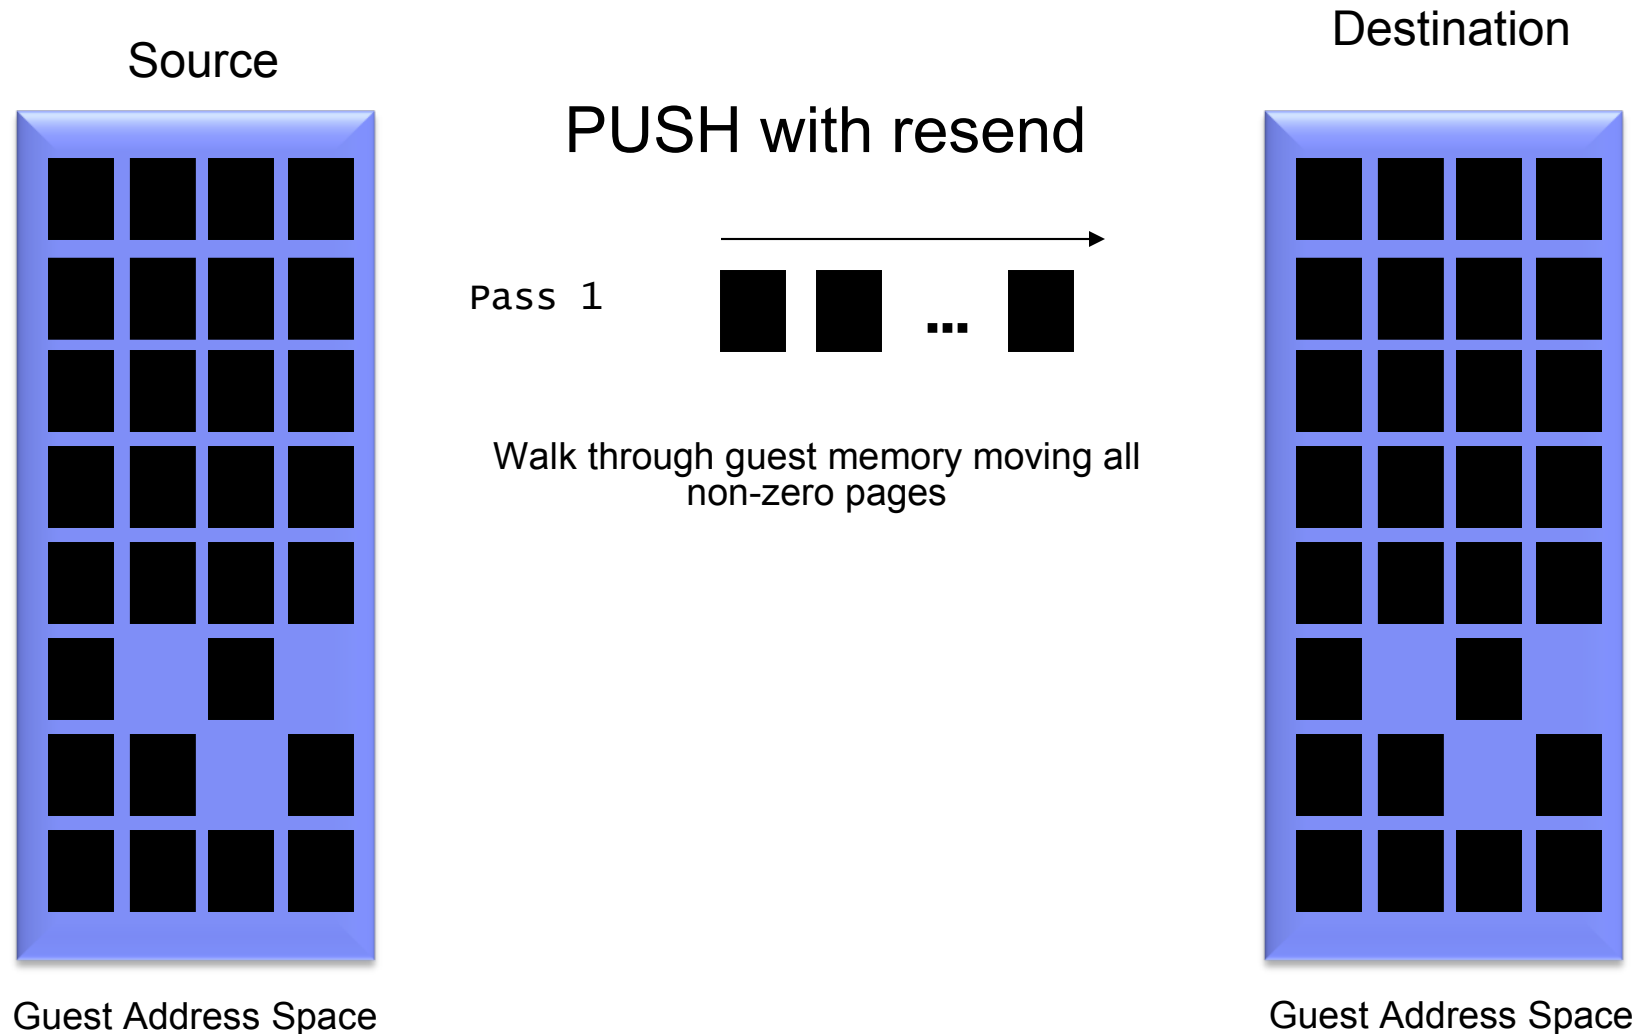 Source
Destination
PUSH with resend
Pass 1
...
Walk through guest memory moving all
non-zero pages
Guest Address Space
Guest Address Space